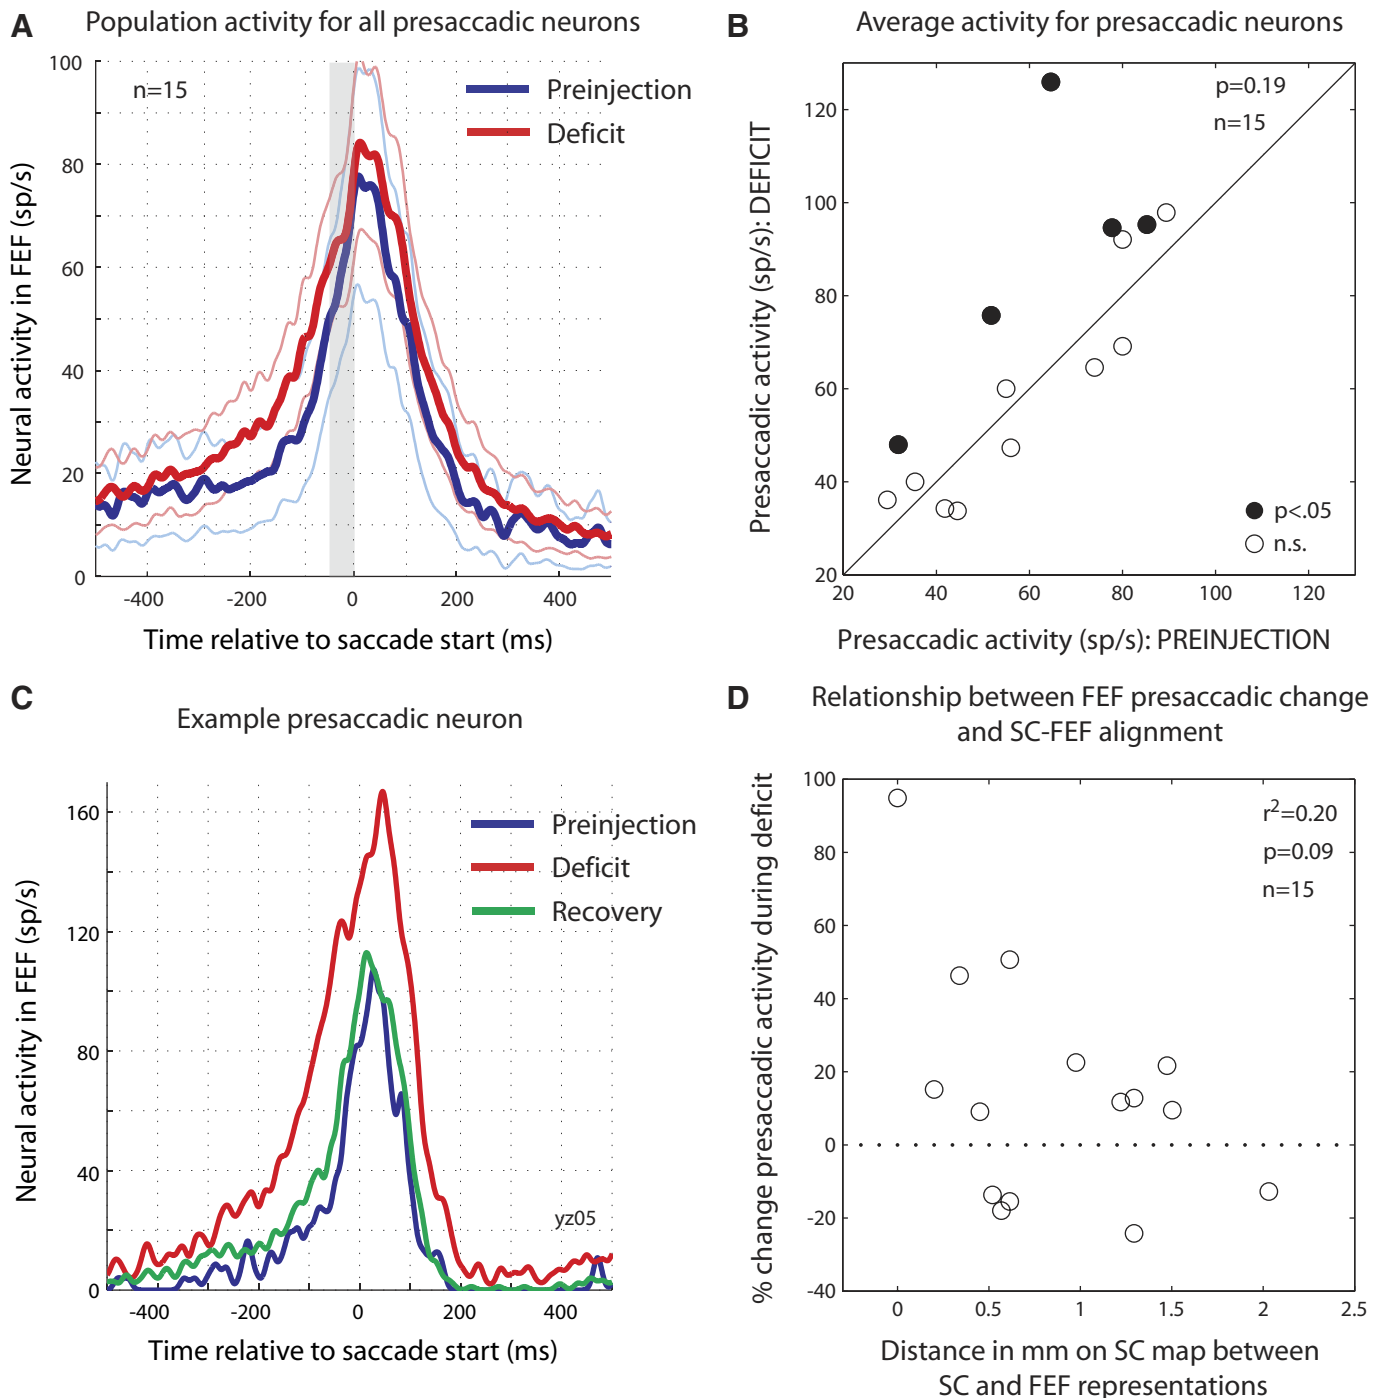 A
Population activity for all presaccadic neurons
n=15
Preinjection
Deficit
100
80
60
40
20
0
Neural activity in FEF (sp/s)
-400 -200 0 200 400
Time relative to saccade start (ms)
B
Average activity for presaccadic neurons
p=0.19
n=15
120
100
80
60
40
20
Presaccadic activity (sp/s): DEFICIT
p<.05
n.s.
20 40 60 80 100 120
Presaccadic activity (sp/s): PREINJECTION
C
Example presaccadic neuron
Preinjection
Deficit
Recovery
160
120
80
40
0
Neural activity in FEF (sp/s)
yz05
-400 -200 0 200 400
Time relative to saccade start (ms)
D
Relationship between FEF presaccadic change
and SC-FEF alignment
r²=0.20
p=0.09
n=15
100
80
60
40
20
0
-20
-40
% change presaccadic activity during deficit
0 0.5 1 1.5 2 2.5
Distance in mm on SC map between
SC and FEF representations